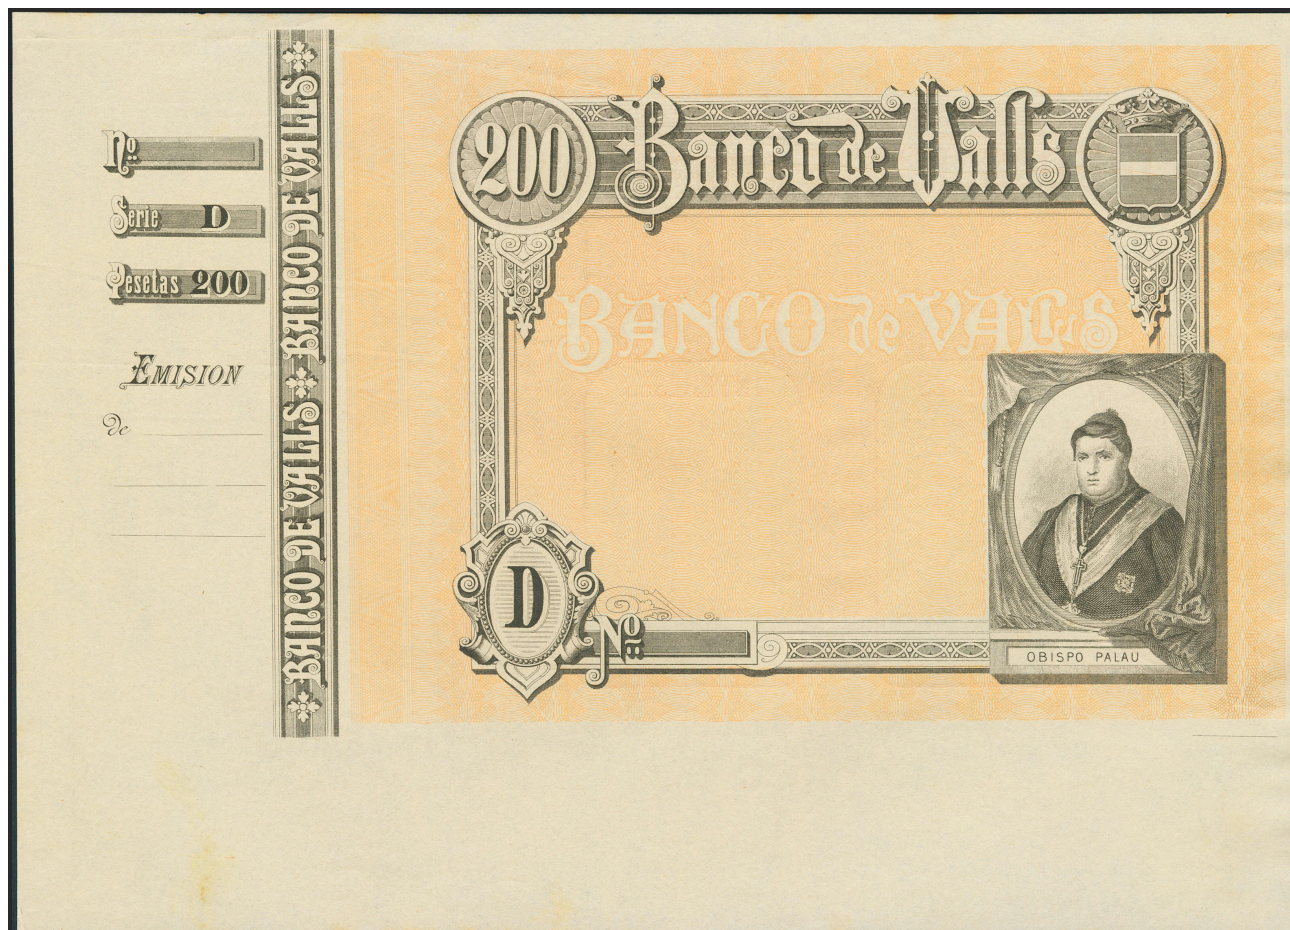 Nº
Serie D
Pesetas 200
EMISION
de
BANCO DE VALLS BANCO DE VALLS
200 Banco de Valls
BANCO de VALLS
D
Nº
OBISPO PALAU